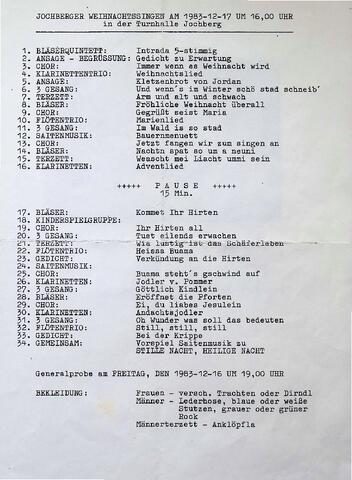 JOCHBERGER WEIHNACHTSSINGEN AM 1983-12-17 UM 16,00 UHR
in der Turnhalle Jochberg
1. BLÄSERQUINTETT: Intrada 5-stimmig
2. ANSAGE - BEGRÜSSUNG: Gedicht zu Erwartung
3. CHOR: Immer wenn es Weihnacht wird
4. KLARINETTENTRIO: Weihnachtslied
5. ANSAGE: Kletzenbrot von Jordan
6. 3 GESANG: Und wenn's im Winter schö stad schneib'
7. TERZETT: Arm und alt und schwach
8. BLÄSER: Fröhliche Weihnacht überall
9. CHOR: Gegrüßt seist Maria
10. FLÖTENTRIO: Marienlied
11. 3 GESANG: Im Wald is so stad
12. SAITENMUSIK: Bauernmenuett
13. CHOR: Jetzt fangen wir zum singen an
14. BLÄSER: Nachtn spat so um a neuni
15. TERZETT: Weascht mei Liacht ummi sein
16. KLARINETTEN: Adventlied
+++++ P A U S E +++++
15 Min.
17. BLÄSER: Kommet Ihr Hirten
18. KINDERSPIELGRUPPE:
19. CHOR: Ihr Hirten all
20. 3 GESANG: Tuet eilends erwachen
21. TERZETT: Wie lustig ist das Schäferleben
22. FLÖTENTRIO: Heissa Buama
23. GEDICHT: Verkündung an die Hirten
24. SAITENMUSIK:
25. CHOR: Buama steht's gschwind auf
26. KLARINETTEN: Jodler v. Pommer
27. 3 GESANG: Göttlich Kindlein
28. BLÄSER: Eröffnet die Pforten
29. CHOR: Ei, du liabes Jesulein
30. KLARINETTEN: Andachtsjodler
31. 3 GESANG: Oh Wunder was soll das bedeuten
32. FLÖTENTRIO: Still, still, still
33. GEDICHT: Bei der Krippe
34. GEMEINSAM: Vorspiel Saitenmusik zu
STILLE NACHT, HEILIGE NACHT
Generalprobe am FREITAG, DEN 1983-12-16 UM 19,00 UHR
BEKLEIDUNG: Frauen - versch. Trachten oder Dirndl
Männer - Lederhose, blaue oder weiße
Stutzen, grauer oder grüner
Rock
Männerterzett - Anklöpfla